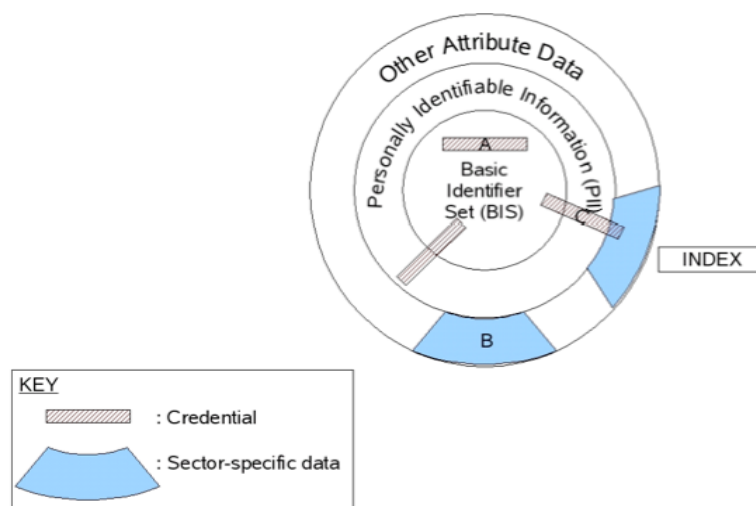 Other Attribute Data
Personally Identifiable Information (PII)
A
Basic
Identifier
Set (BIS)
C
INDEX
B
KEY
: Credential
: Sector-specific data